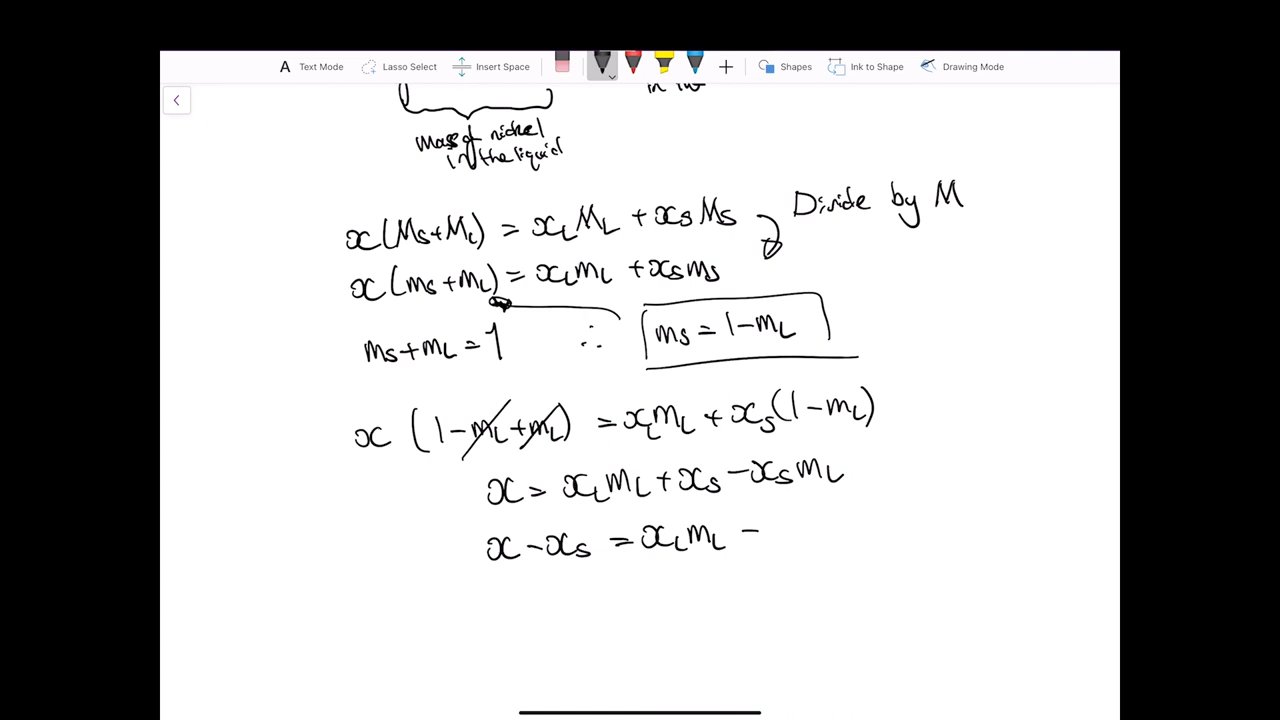 A Text Mode Lasso Select Insert Space Shapes Ink to Shape Drawing Mode
Mass of nickel
in the liquid
x(Ms+ML) = xLML + xsMs Divide by M
x(ms+mL) = xLmL + xsms
ms+mL=1 ∴ ms = 1-mL
x (1-mL+mL) = xLmL + xs(1-mL)
x = xLmL + xs - xsmL
x - xs = xLmL -